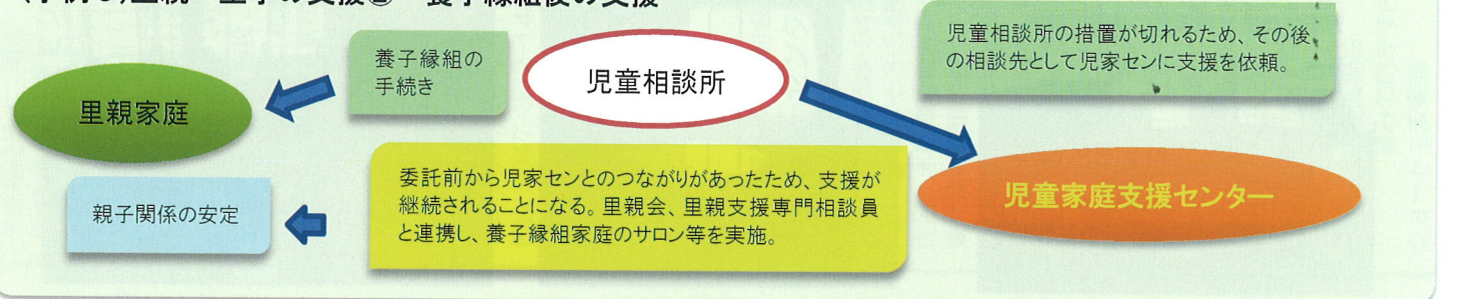 養子縁組の
手続き
児童相談所
児童相談所の措置が切れるため、その後
の相談先として児家センに支援を依頼。
里親家庭
委託前から児家センとのつながりがあったため、支援が
継続されることになる。里親会、里親支援専門相談員
と連携し、養子縁組家庭のサロン等を実施。
児童家庭支援センター
親子関係の安定